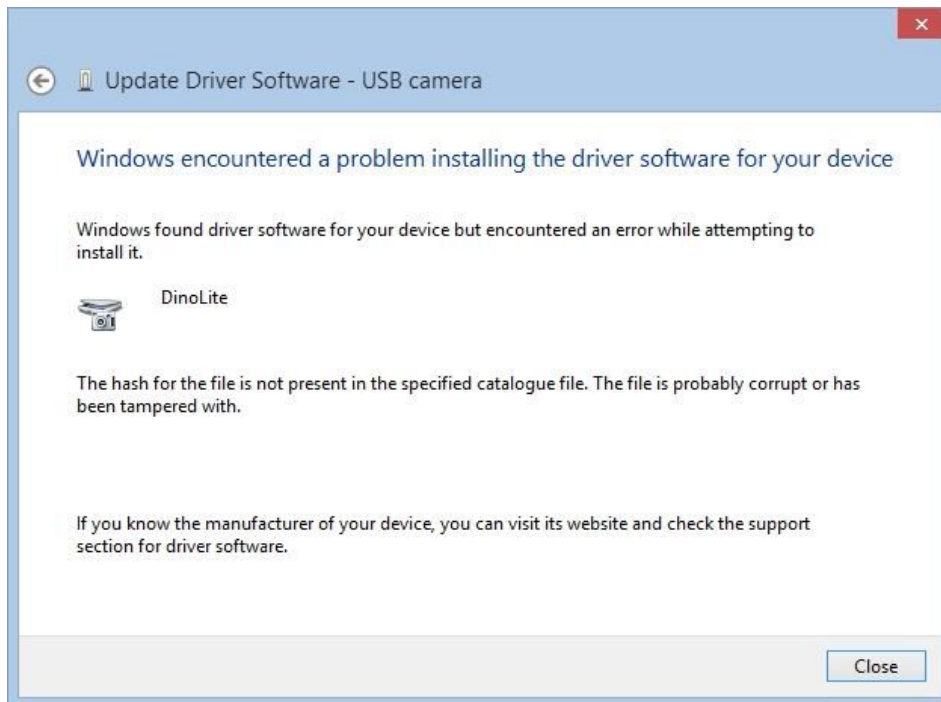 Update Driver Software - USB camera
Windows encountered a problem installing the driver software for your device
Windows found driver software for your device but encountered an error while attempting to
install it.
DinoLite
The hash for the file is not present in the specified catalogue file. The file is probably corrupt or has
been tampered with.
If you know the manufacturer of your device, you can visit its website and check the support
section for driver software.
Close